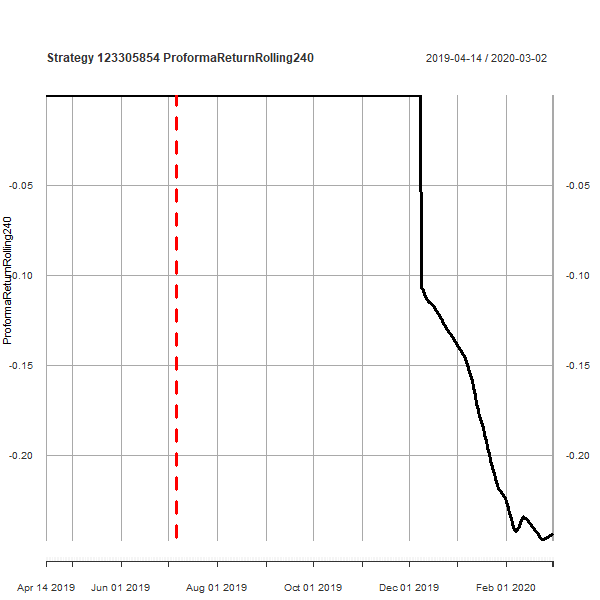 Strategy 123305854 ProformaReturnRolling240
2019-04-14 / 2020-03-02
-0.05
-0.05
-0.10
-0.10
-0.15
-0.15
-0.20
-0.20
ProformaReturnRolling240
Apr 14 2019
Jun 01 2019
Aug 01 2019
Oct 01 2019
Dec 01 2019
Feb 01 2020